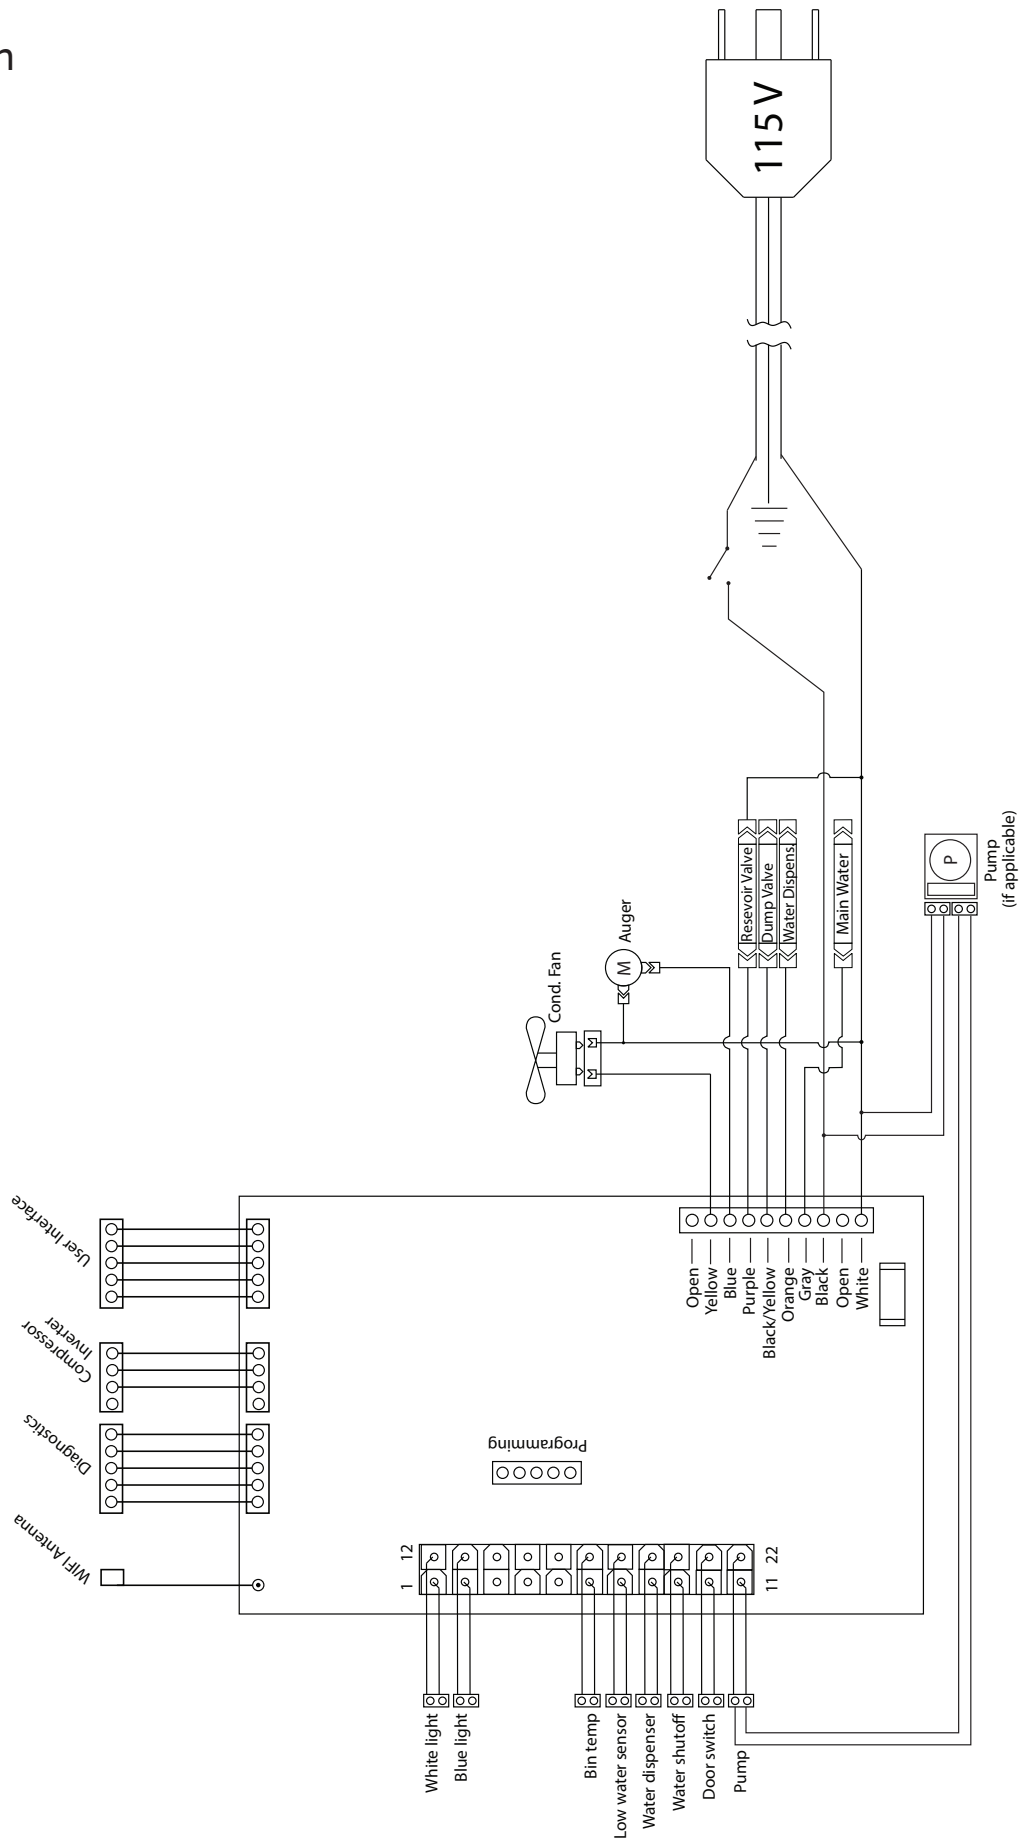 n
115 V
Resevoir Valve
Dump Valve
Water Dispens.
Main Water
P
Pump
(if applicable)
Auger
M
Cond. Fan
User Interface
Compressor
Inverter
Diagnostics
WIFI Antenna
Open
Yellow
Blue
Purple
Black/Yellow
Orange
Gray
Black
Open
White
Programming
12
22
1
11
White light
Blue light
Bin temp
Low water sensor
Water dispenser
Water shutoff
Door switch
Pump